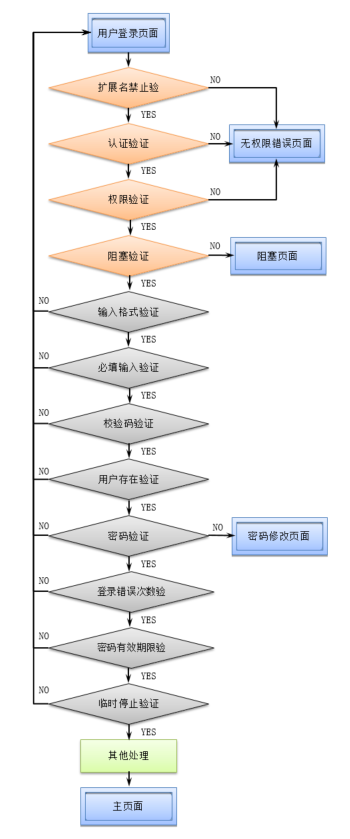 用户登录页面
扩展名禁止验
NO
YES
认证验证
NO
无权限错误页面
YES
权限验证
NO
YES
阻塞验证
NO
阻塞页面
YES
NO
输入格式验证
YES
NO
必填输入验证
YES
NO
校验码验证
YES
NO
用户存在验证
YES
NO
密码验证
NO
密码修改页面
YES
NO
登录错误次数验
YES
NO
密码有效期限验
YES
NO
临时停止验证
YES
其他处理
主页面